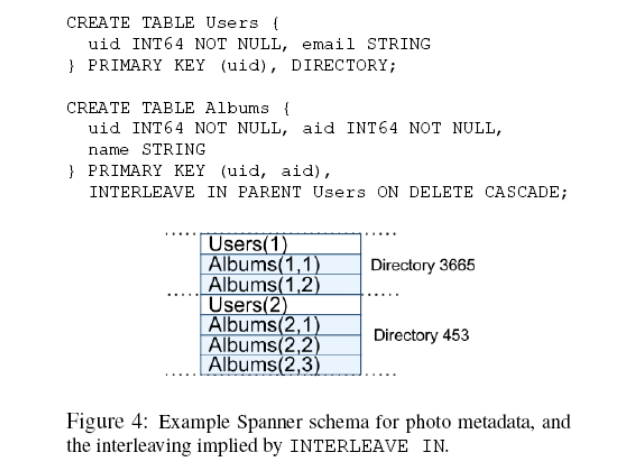 CREATE TABLE Users {
uid INT64 NOT NULL, email STRING
} PRIMARY KEY (uid), DIRECTORY;
CREATE TABLE Albums {
uid INT64 NOT NULL, aid INT64 NOT NULL,
name STRING
} PRIMARY KEY (uid, aid),
INTERLEAVE IN PARENT Users ON DELETE CASCADE;
Users(1)
Albums(1,1)
Directory 3665
Albums(1,2)
Users(2)
Albums(2,1)
Albums(2,2)
Directory 453
Albums(2,3)
Figure 4: Example Spanner schema for photo metadata, and
the interleaving implied by INTERLEAVE IN.